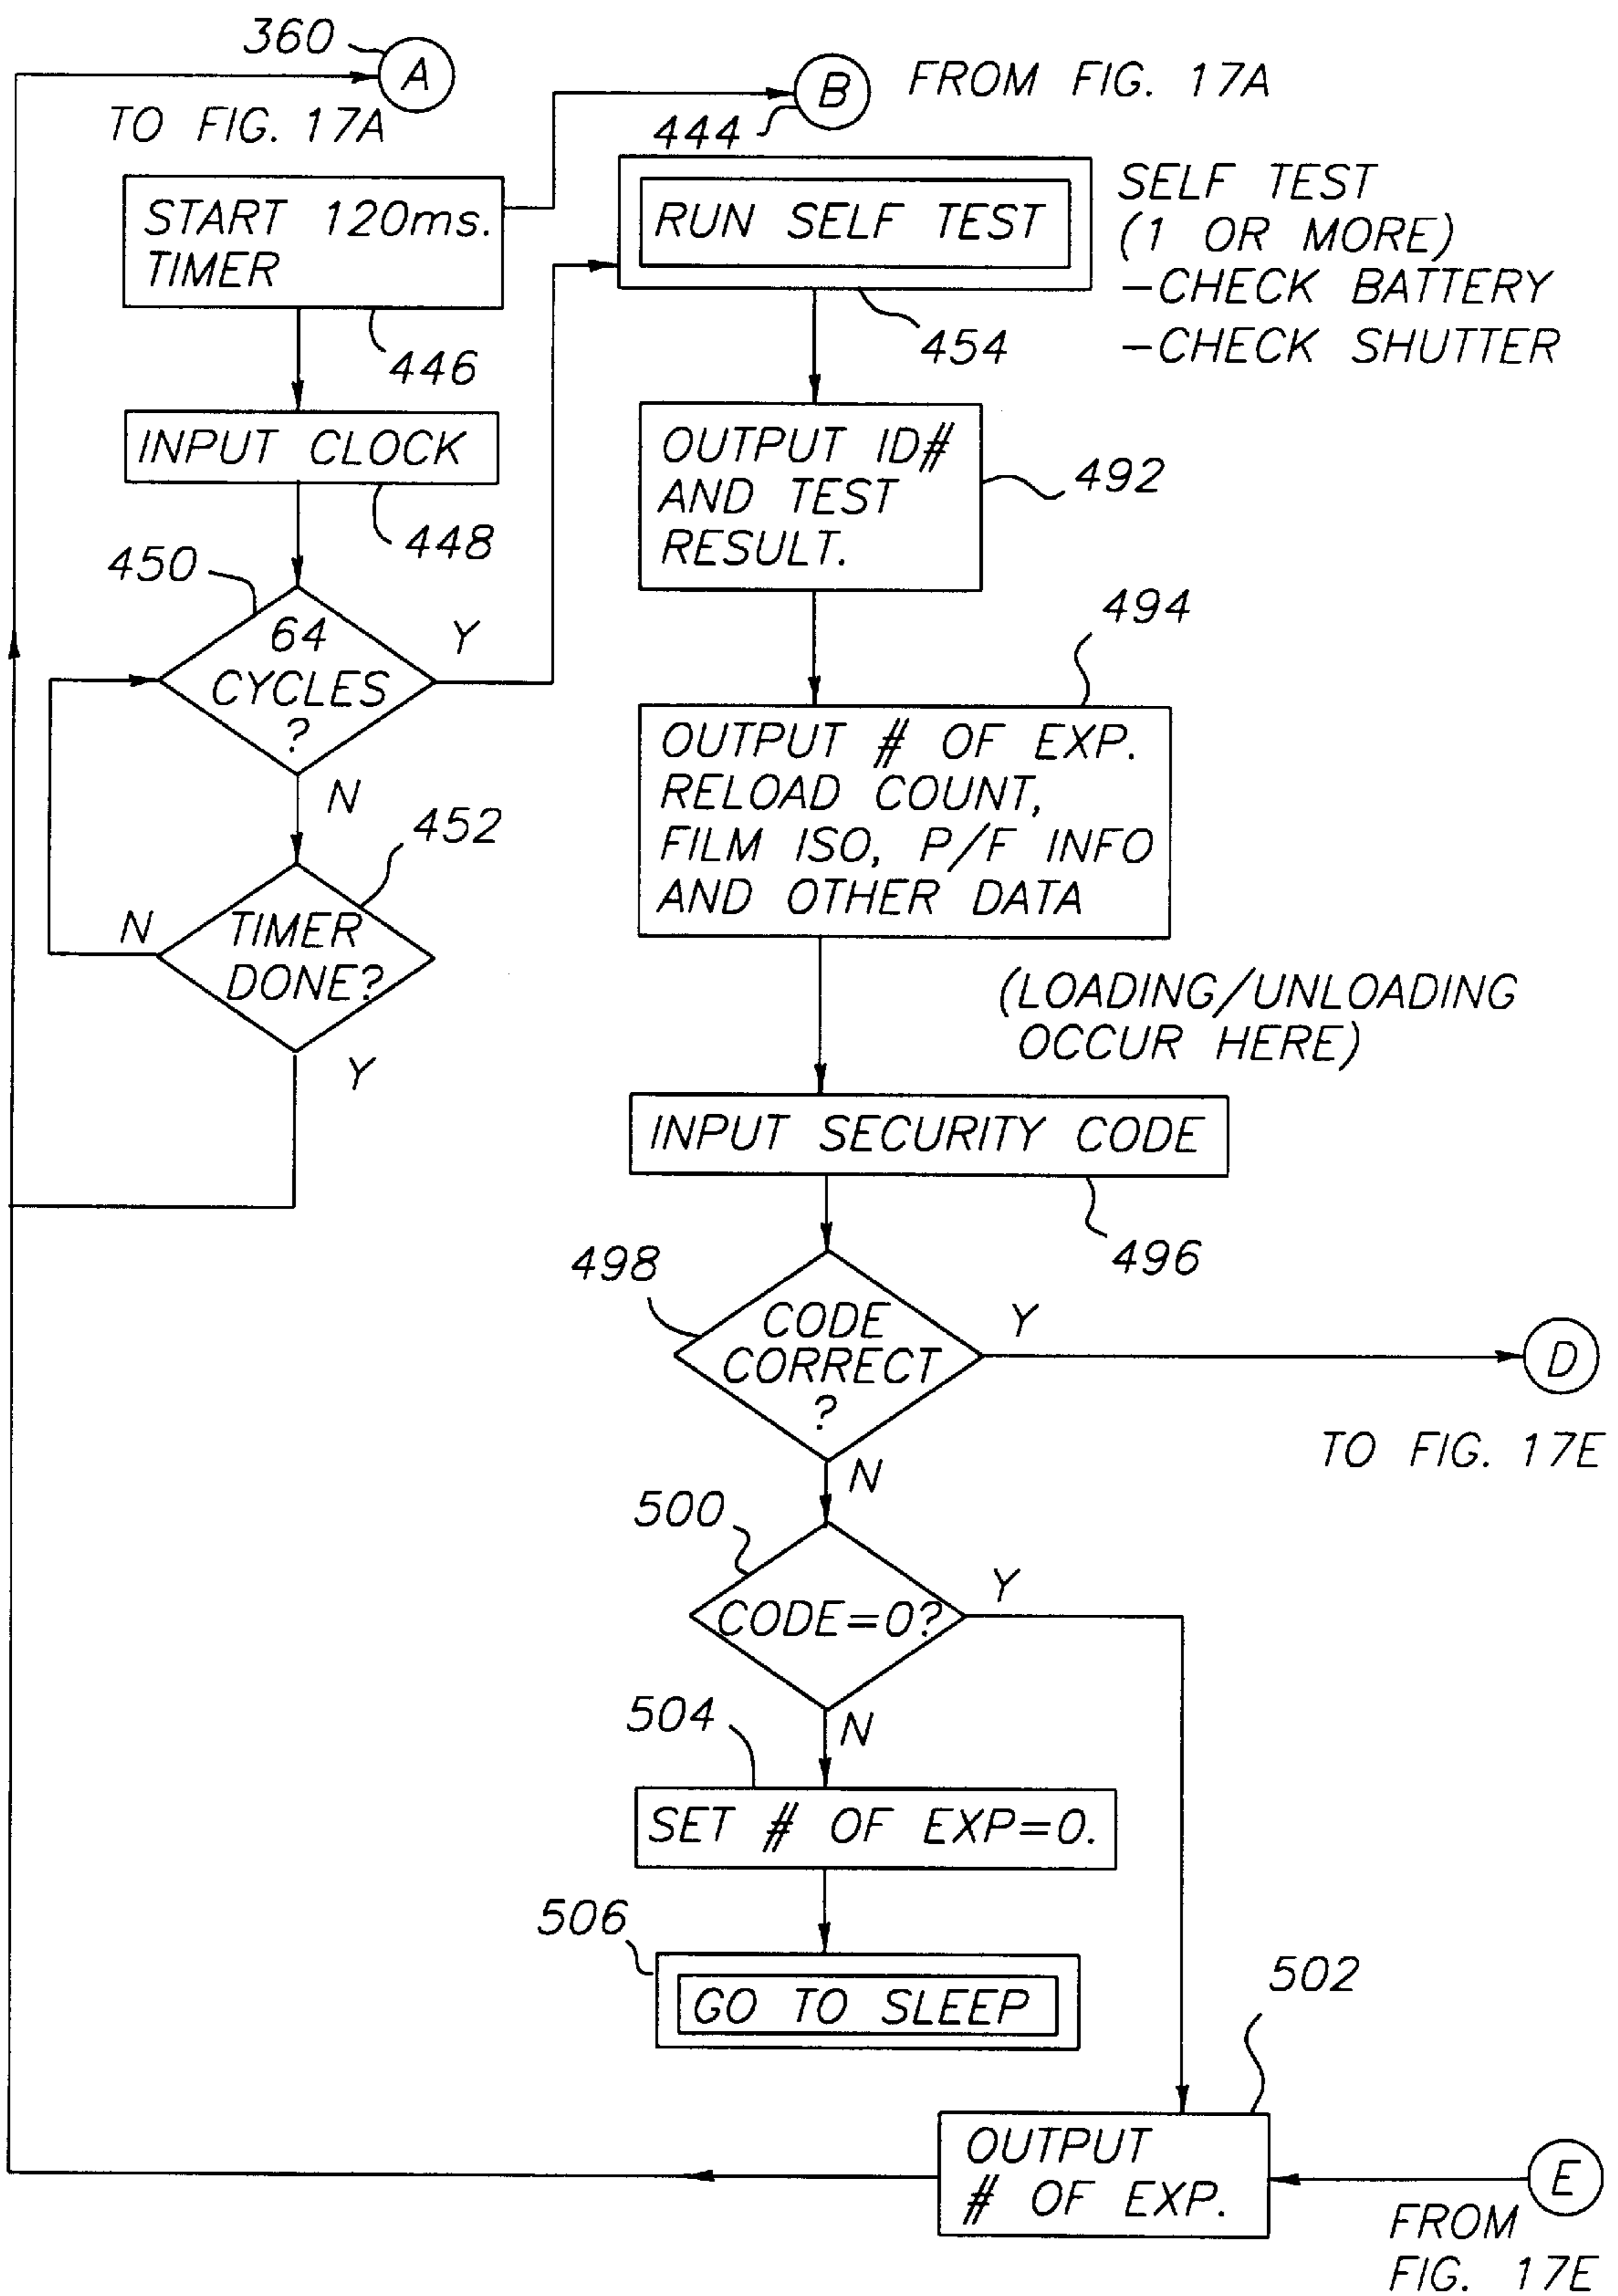 360
A
TO FIG. 17A
B
FROM FIG. 17A
444
START 120ms.
TIMER
446
RUN SELF TEST
454
SELF TEST
(1 OR MORE)
-CHECK BATTERY
-CHECK SHUTTER
INPUT CLOCK
448
OUTPUT ID#
AND TEST
RESULT.
492
450
64
CYCLES
?
Y
N
494
OUTPUT # OF EXP.
RELOAD COUNT,
FILM ISO, P/F INFO
AND OTHER DATA
452
TIMER
DONE?
N
Y
(LOADING/UNLOADING
OCCUR HERE)
INPUT SECURITY CODE
496
498
CODE
CORRECT
?
Y
D
TO FIG. 17E
N
500
CODE=0?
Y
N
504
SET # OF EXP=0.
506
GO TO SLEEP
502
OUTPUT
# OF EXP.
E
FROM
FIG. 17E